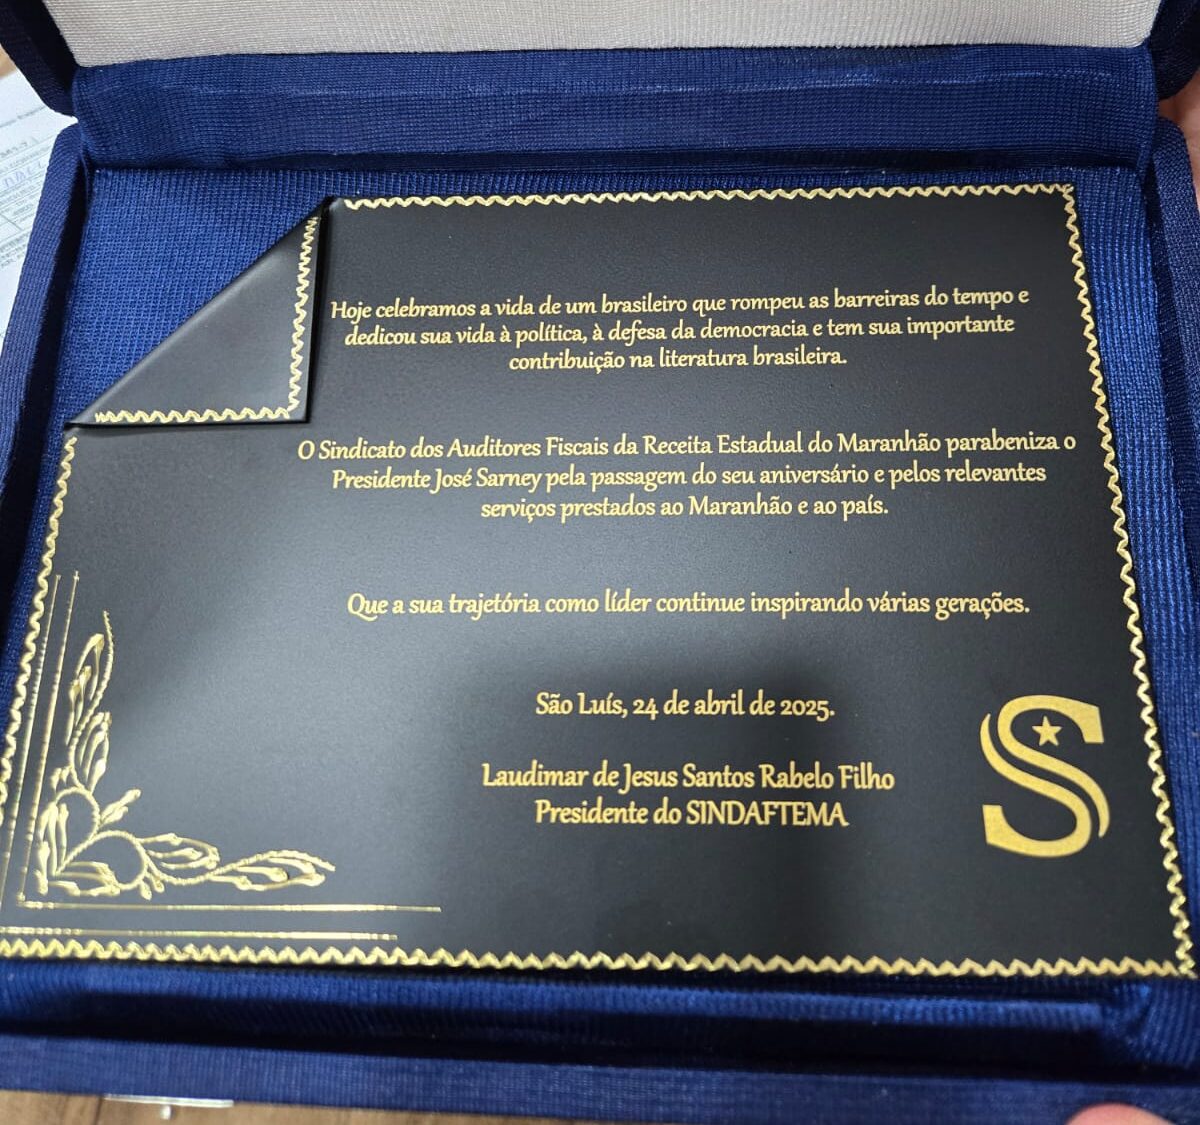 Hoje celebramos a vida de um brasileiro que rompeu as barreiras do tempo e
dedicou sua vida à política, à defesa da democracia e tem sua importante
contribuição na literatura brasileira.
O Sindicato dos Auditores Fiscais da Receita Estadual do Maranhão parabeniza o
Presidente José Sarney pela passagem do seu aniversário e pelos relevantes
serviços prestados ao Maranhão e ao país.
Que a sua trajetória como líder continue inspirando várias gerações.
São Luís, 24 de abril de 2025.
Laudimar de Jesus Santos Rabelo Filho
Presidente do SINDAFTEMA
S